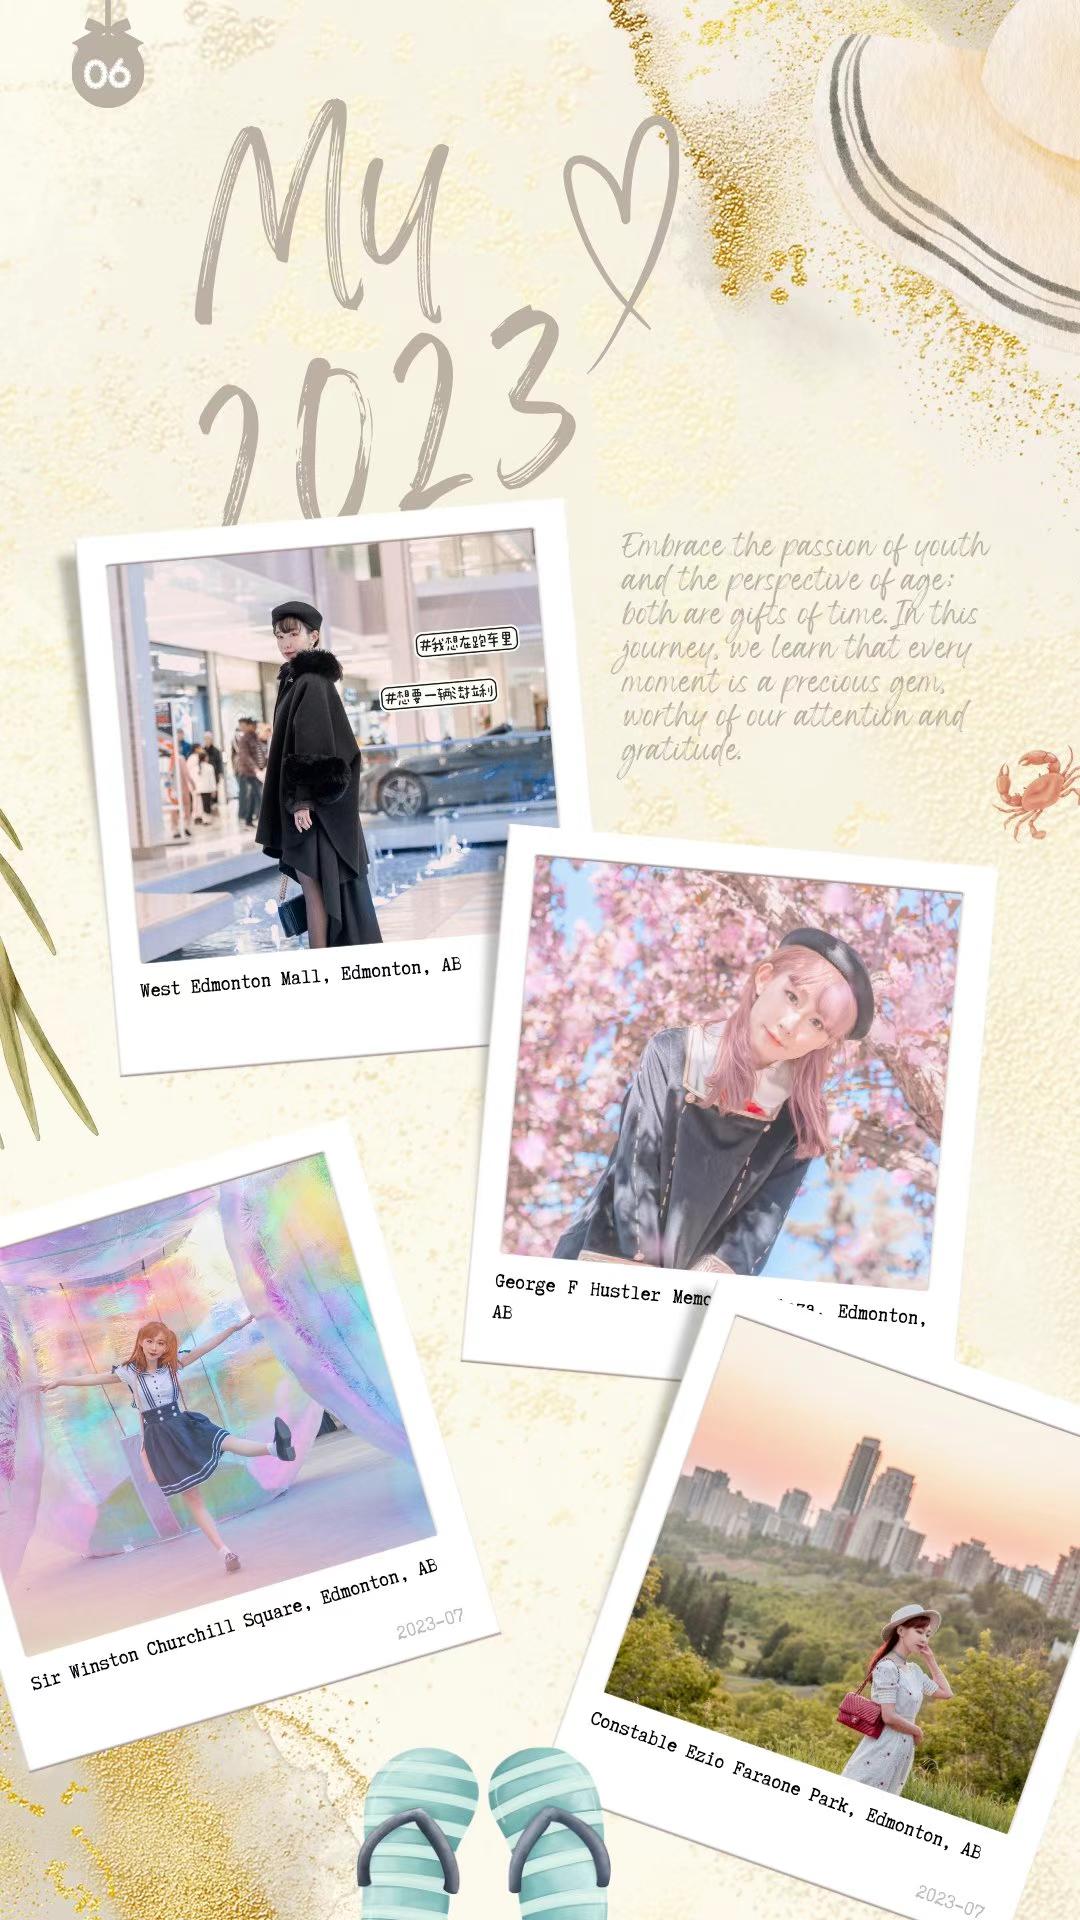 06
My
2023
Embrace the passion of youth
and the perspective of age;
both are gifts of time. In this
journey, we learn that every
moment is a precious gem,
worthy of our attention and
gratitude.
#我想在跑车里
#想要一辆法拉利
West Edmonton Mall, Edmonton, AB
George F Hustler Edmonton,
AB
Sir Winston Churchill Square, Edmonton, AB
2023-07
Constable Ezio Faraone Park, Edmonton, AB
2023-07